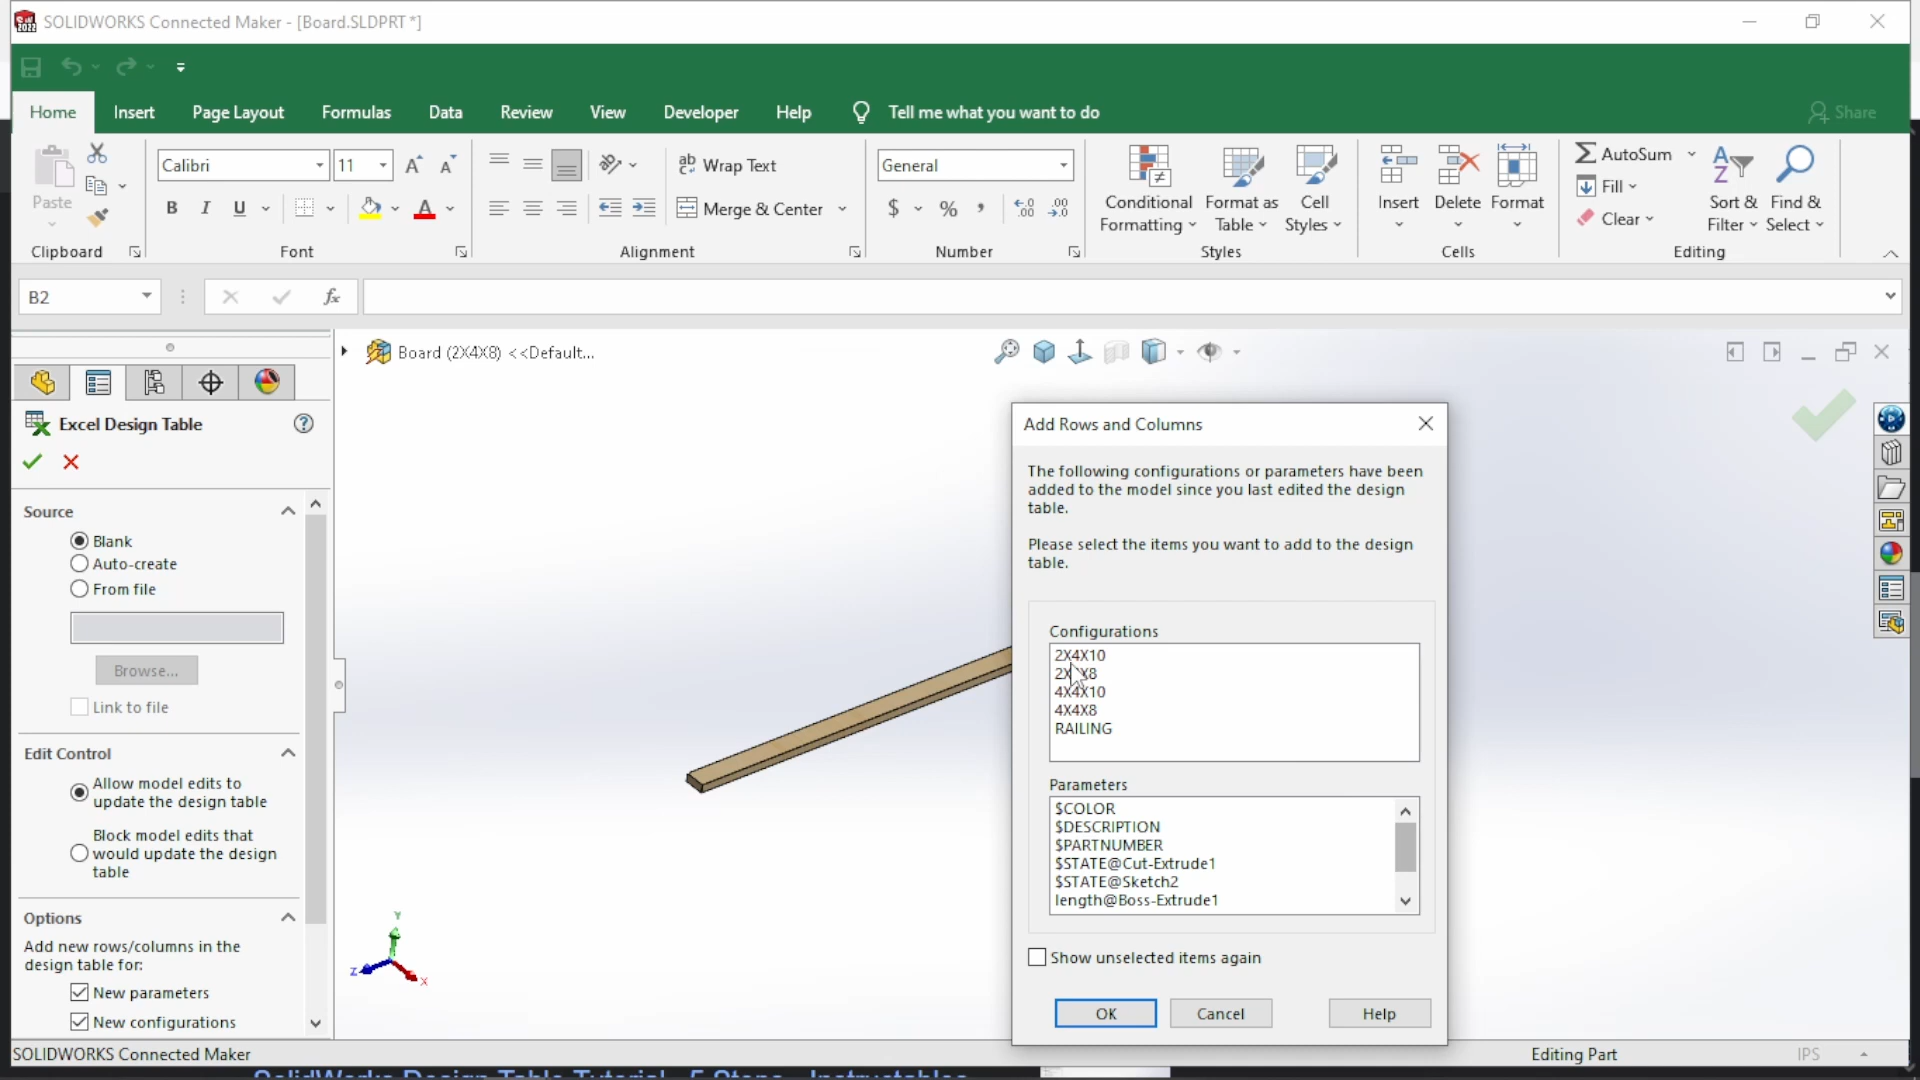 SOLIDWORKS Connected Maker - [Board.SLDPRT *]
Home Insert Page Layout Formulas Data Review View Developer Help Tell me what you want to do Share
Paste
Clipboard
Calibri 11
B I U A
Font
ab Wrap Text
Merge & Center
Alignment
General
$ % ,
Number
Conditional Formatting
Format as Table
Cell Styles
Styles
Insert Delete Format
Cells
AutoSum
Fill
Clear
Sort & Filter
Find & Select
Editing
B2 fx
Board (2X4X8) <<Default...
Excel Design Table
Source
Blank
Auto-create
From file
Browse...
Link to file
Edit Control
Allow model edits to
update the design table
Block model edits that
would update the design
table
Options
Add new rows/columns in the
design table for:
New parameters
New configurations
Y
Z
X
Add Rows and Columns
The following configurations or parameters have been
added to the model since you last edited the design
table.
Please select the items you want to add to the design
table.
Configurations
2X4X10
4X4X10
4X4X8
RAILING
Parameters
$COLOR
$DESCRIPTION
$PARTNUMBER
$STATE@Cut-Extrude1
$STATE@Sketch2
length@Boss-Extrude1
Show unselected items again
OK Cancel Help
SOLIDWORKS Connected Maker Editing Part IPS